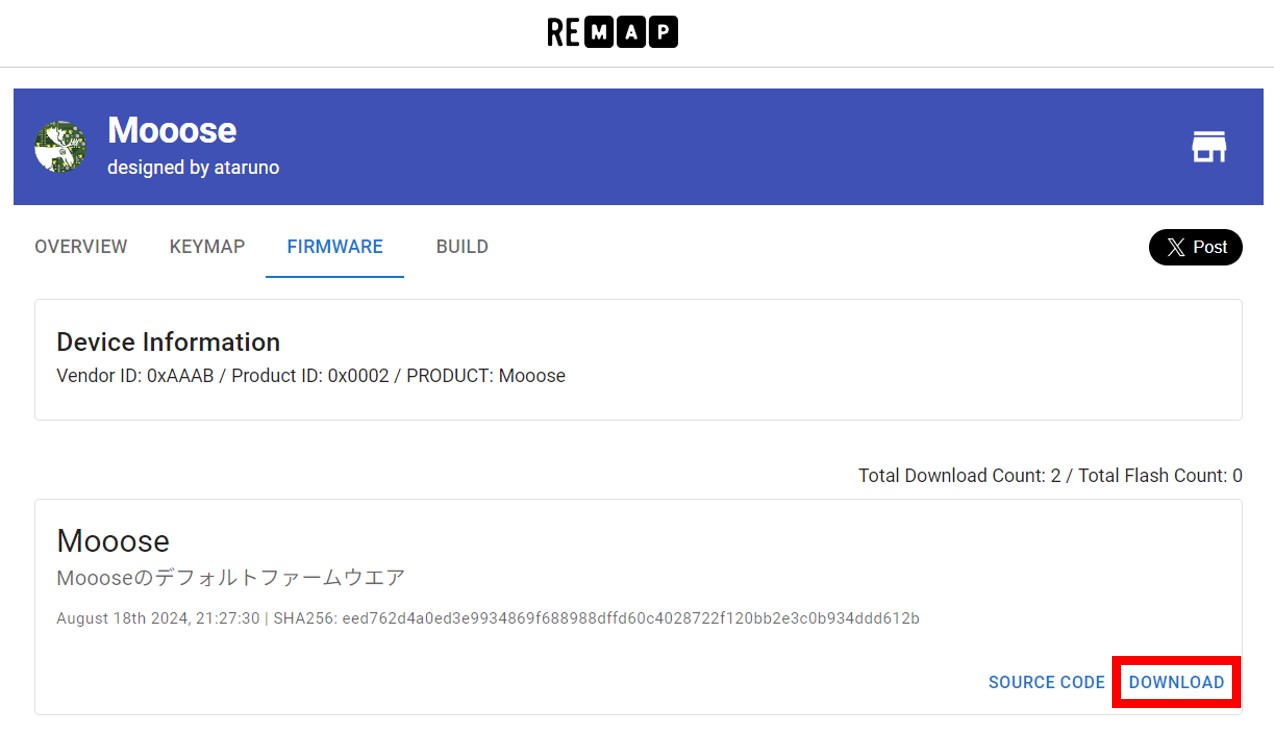 REMAP
Mooose
designed by ataruno
OVERVIEW KEYMAP FIRMWARE BUILD X Post
Device Information
Vendor ID: 0xAAAB / Product ID: 0x0002 / PRODUCT: Mooose
Total Download Count: 2 / Total Flash Count: 0
Mooose
Moooseのデフォルトファームウエア
August 18th 2024, 21:27:30 | SHA256: eed762d4a0ed3e9934869f688988dffd60c4028722f120bb2e3c0b934ddd612b
SOURCE CODE DOWNLOAD